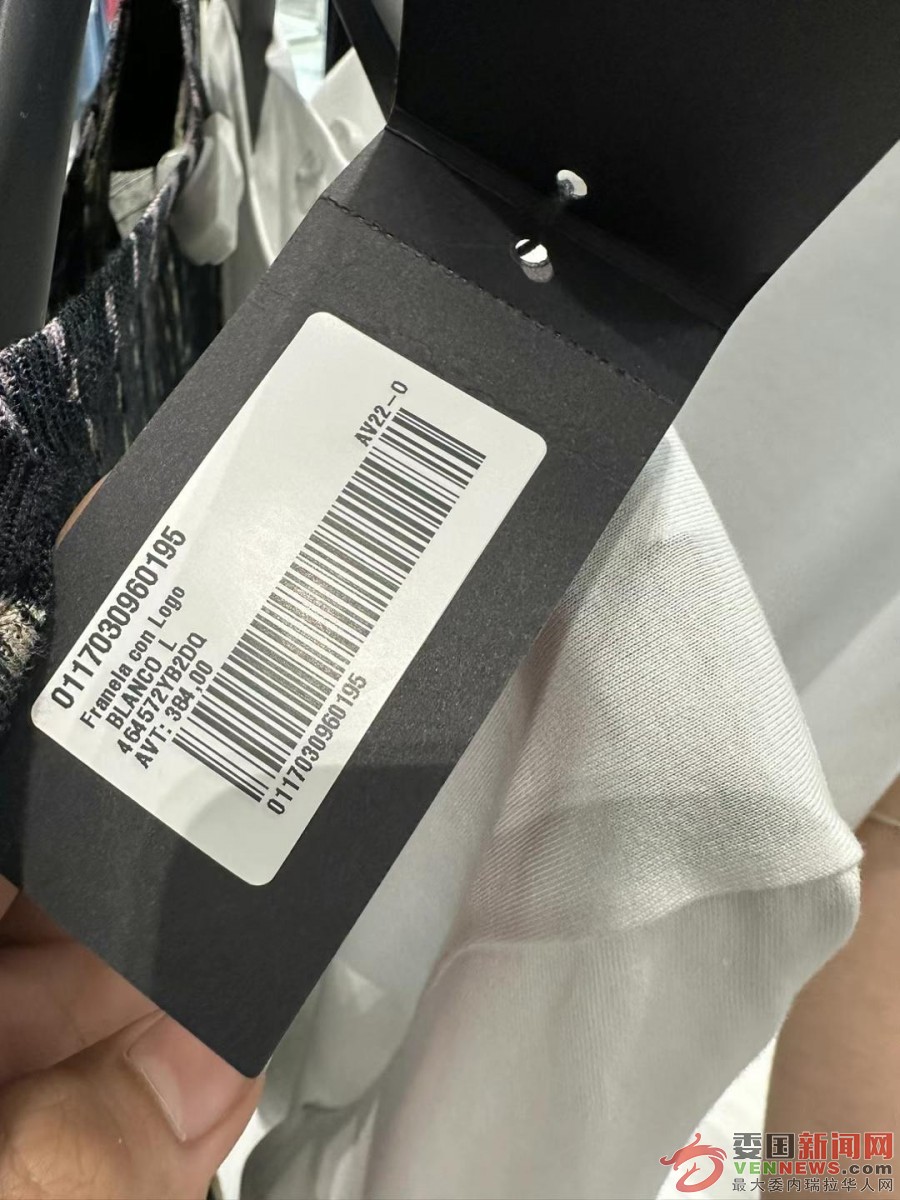 AV22-0
0117030960195
Framela con Logo
BLANCO L
464572YB2DQ
AVT: 384,00
0117030960195
委国新闻网
VENNEWS.com
最大委内瑞拉华人网